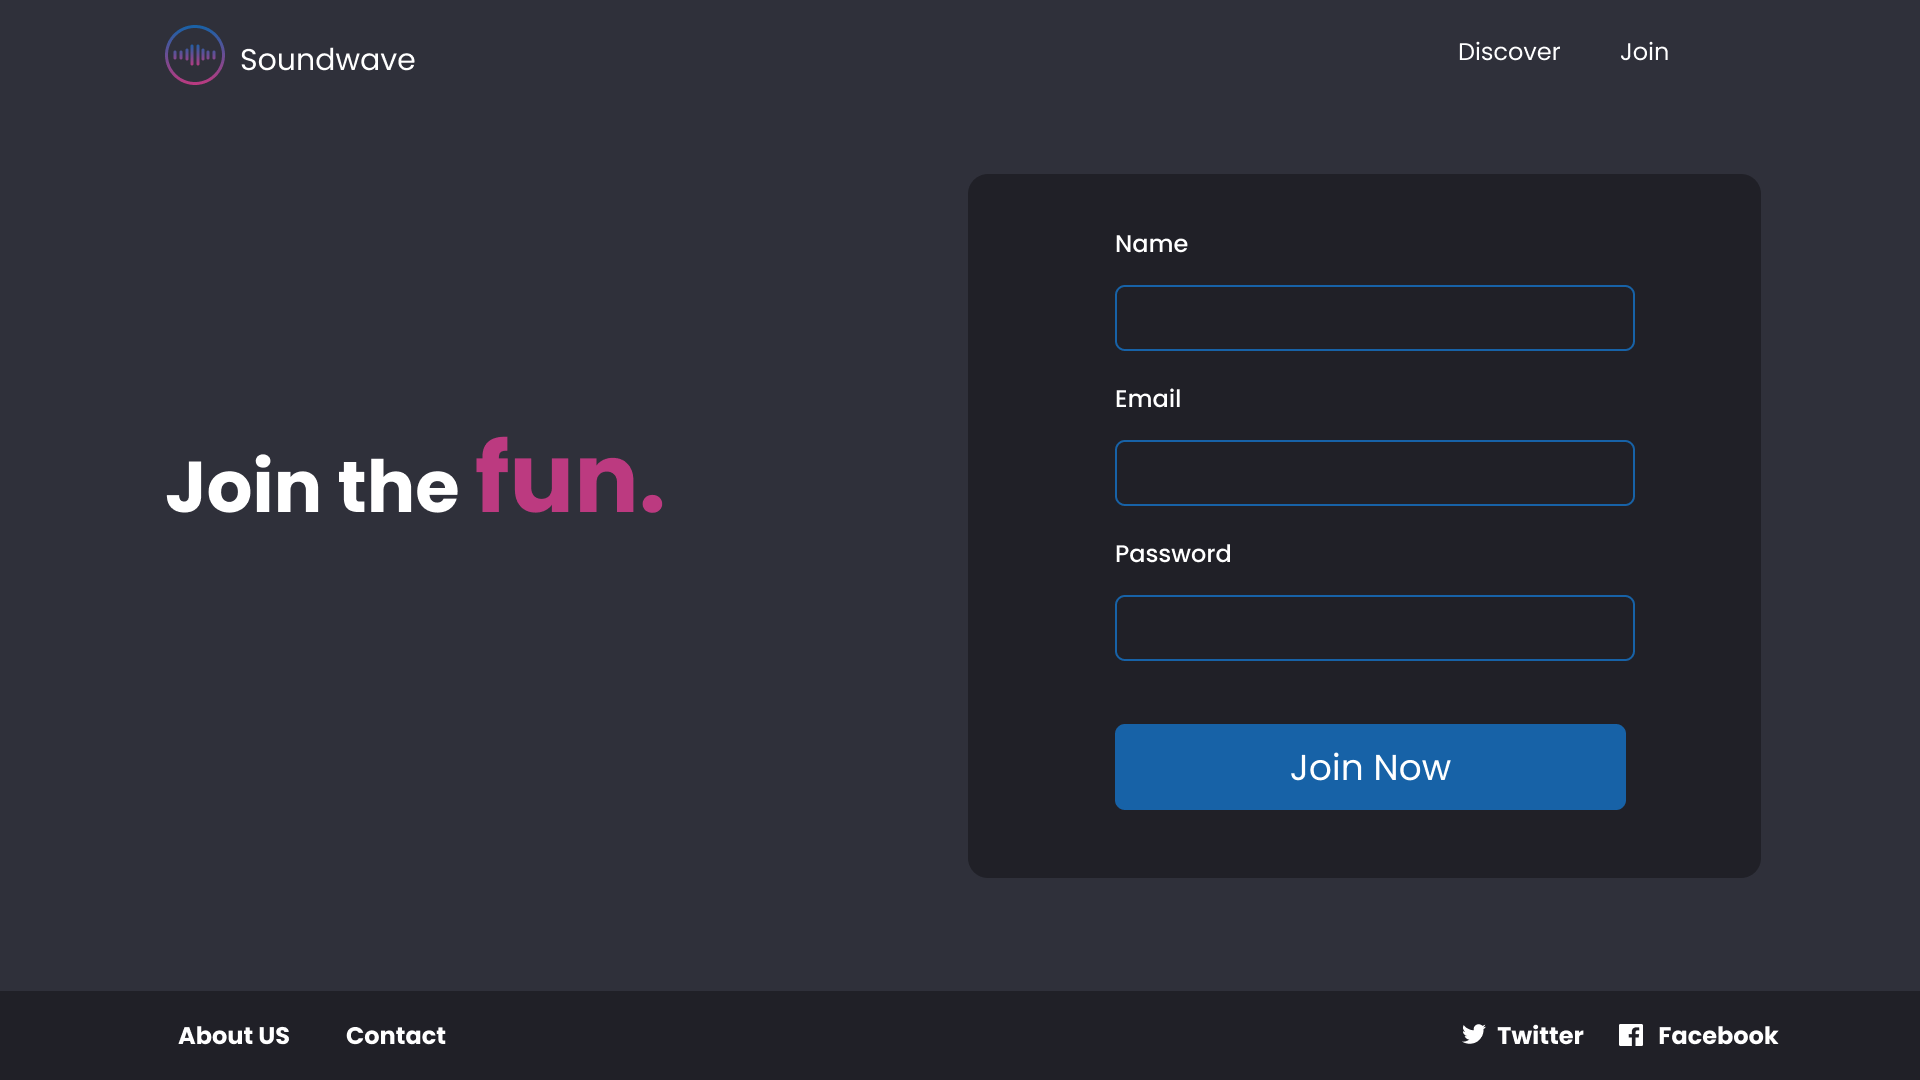 Soundwave
Discover Join
Join the fun.
Name
Email
Password
Join Now
About US Contact
Twitter Facebook